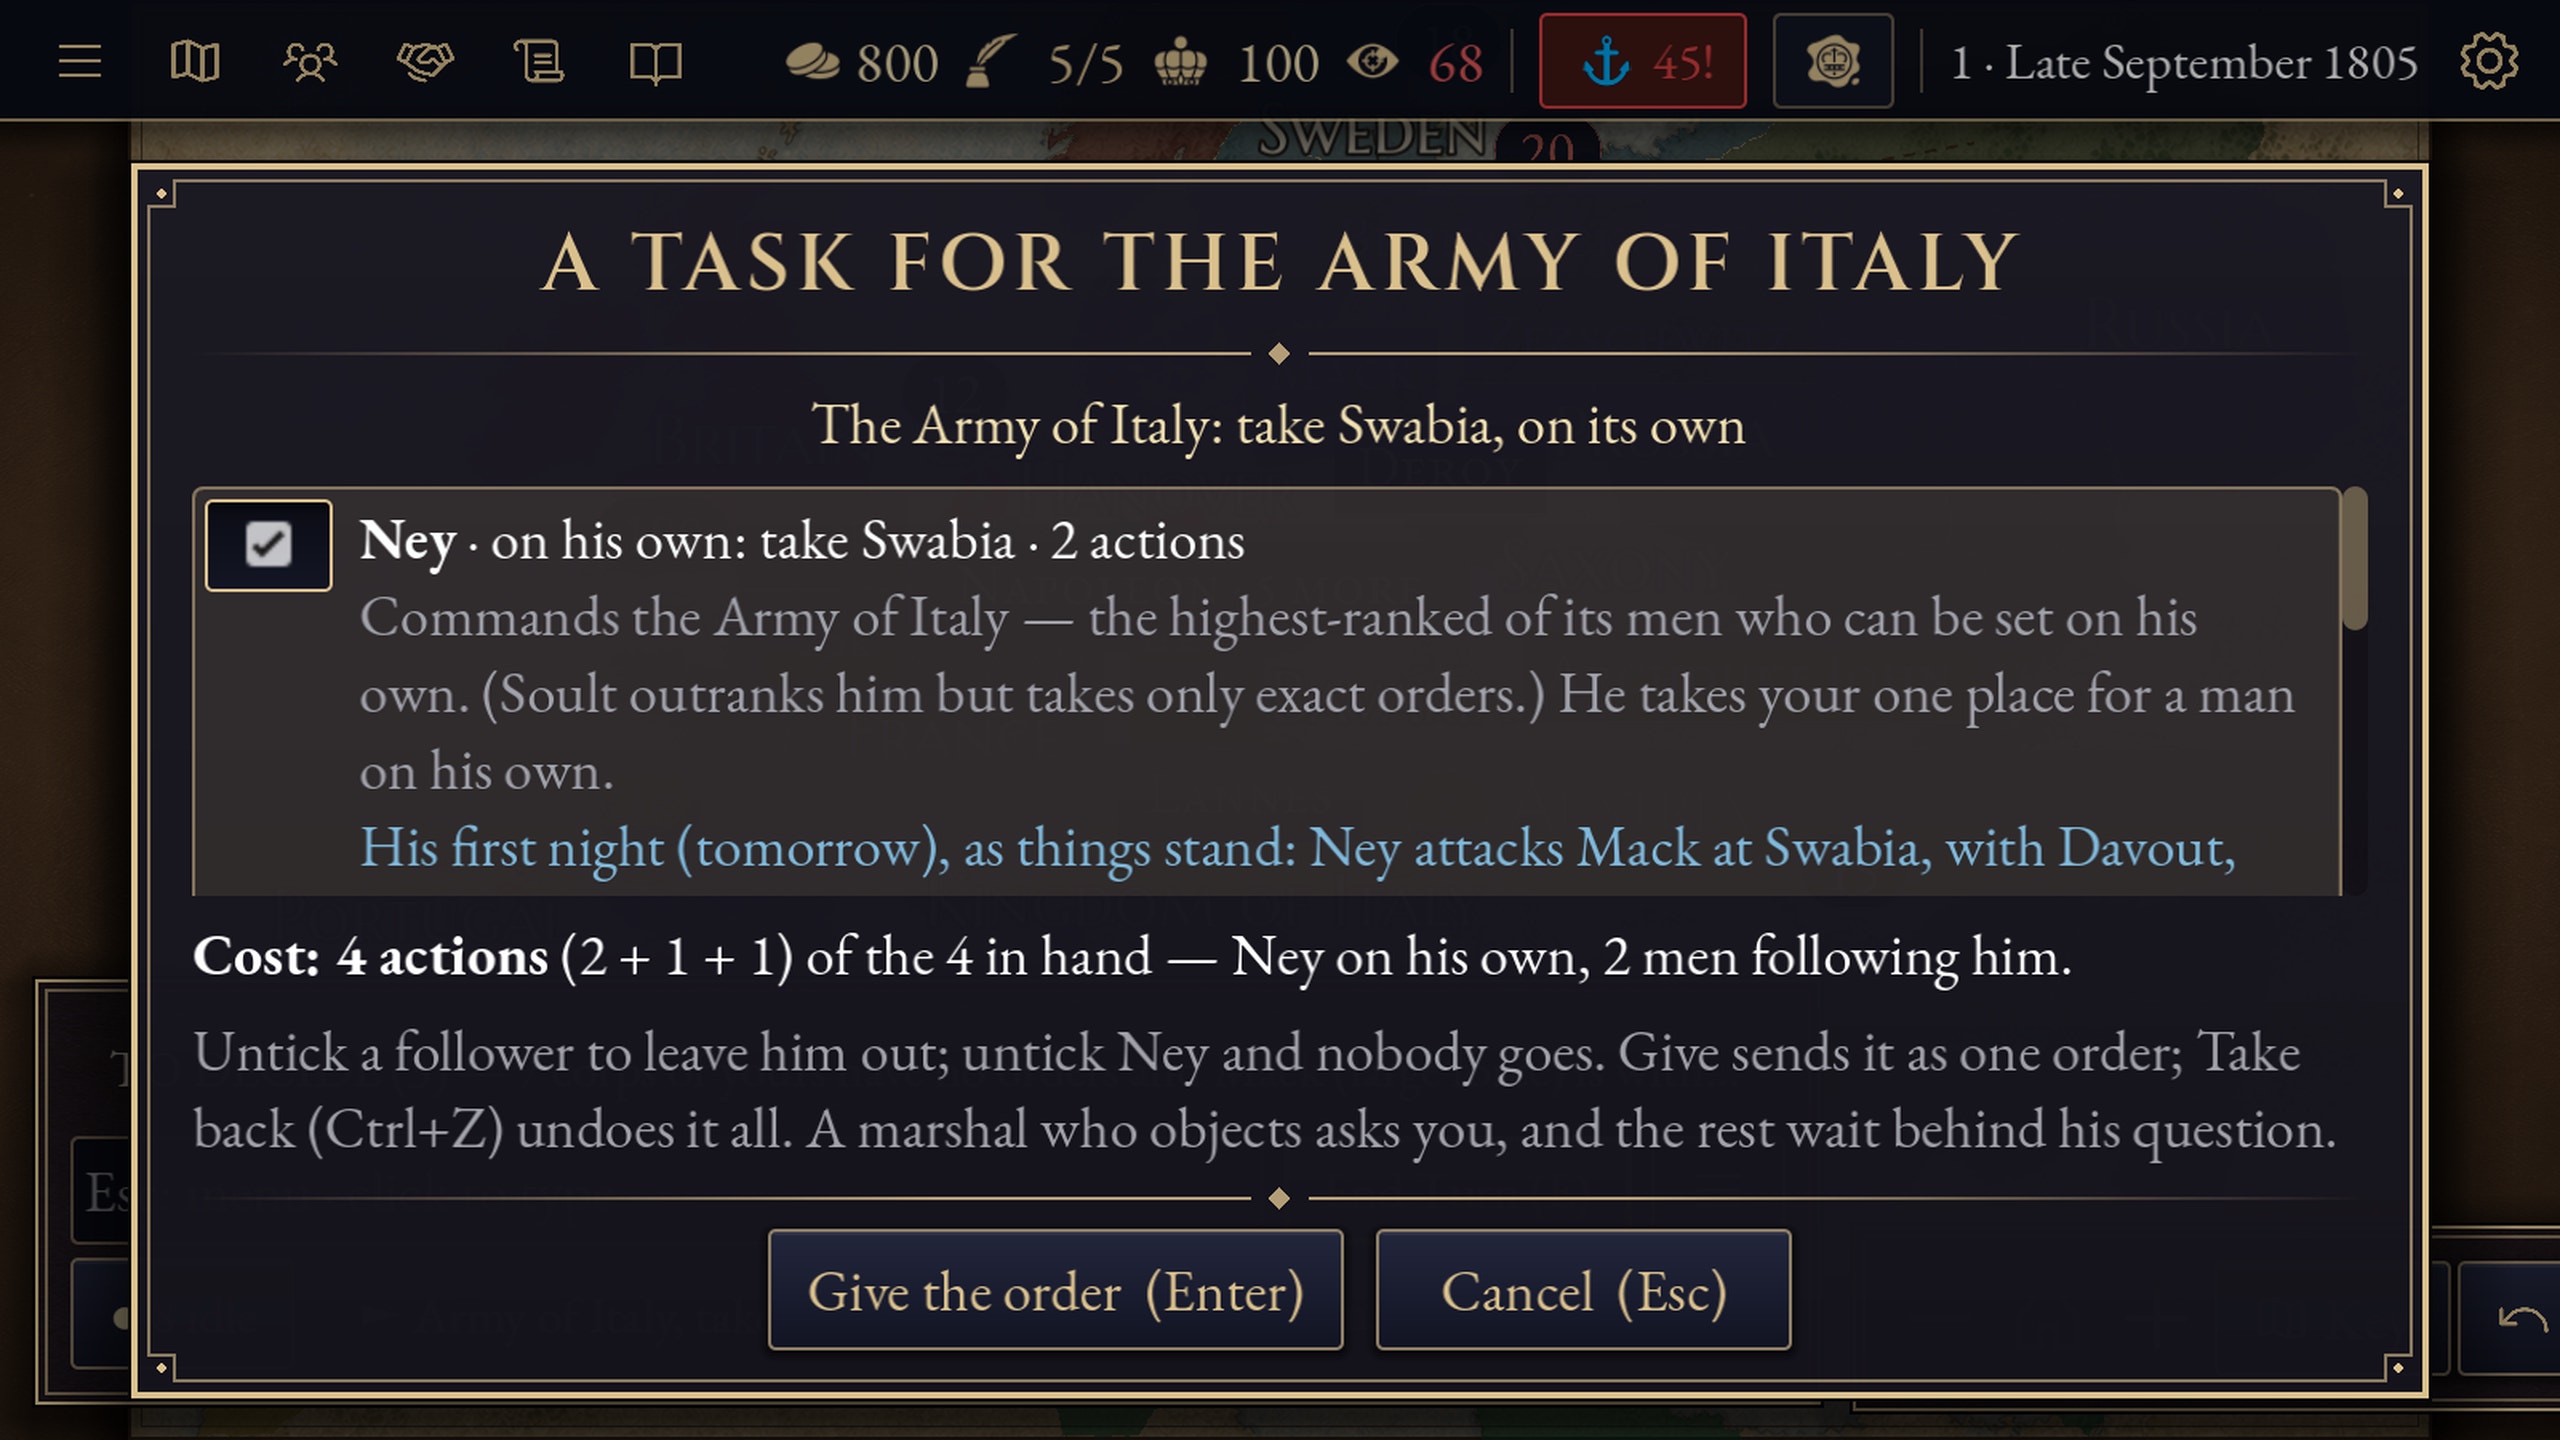 800
5/5
100
68
45!
1 · Late September 1805
SWEDEN
20
A TASK FOR THE ARMY OF ITALY
The Army of Italy: take Swabia, on its own
Ney · on his own: take Swabia · 2 actions
Commands the Army of Italy — the highest-ranked of its men who can be set on his
own. (Soult outranks him but takes only exact orders.) He takes your one place for a man
on his own.
His first night (tomorrow), as things stand: Ney attacks Mack at Swabia, with Davout,
Cost: 4 actions (2 + 1 + 1) of the 4 in hand — Ney on his own, 2 men following him.
Untick a follower to leave him out; untick Ney and nobody goes. Give sends it as one order; Take
back (Ctrl+Z) undoes it all. A marshal who objects asks you, and the rest wait behind his question.
Give the order (Enter)
Cancel (Esc)